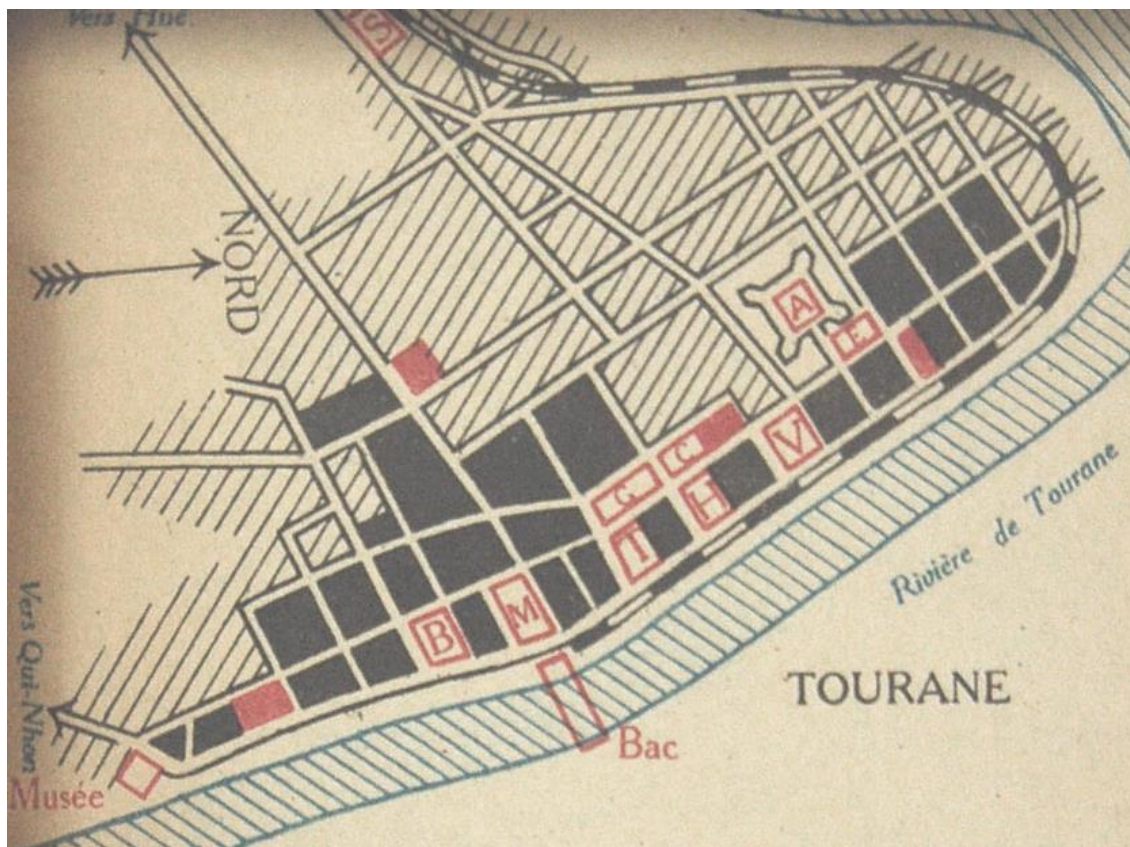 Vers Hué.
S
NORD
A
E
V
C
G
H
T
M
B
Rivière de Tourane
TOURANE
Vers Qui-Nhon
Bac
Musée